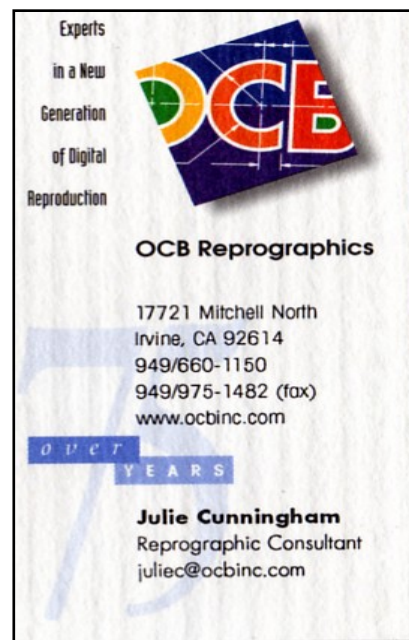 Experts
in a New
Generation
of Digital
Reproduction
OCB
OCB Reprographics
17721 Mitchell North
Irvine, CA 92614
949/660-1150
949/975-1482 (fax)
www.ocbinc.com
75
over
YEARS
Julie Cunningham
Reprographic Consultant
juliec@ocbinc.com